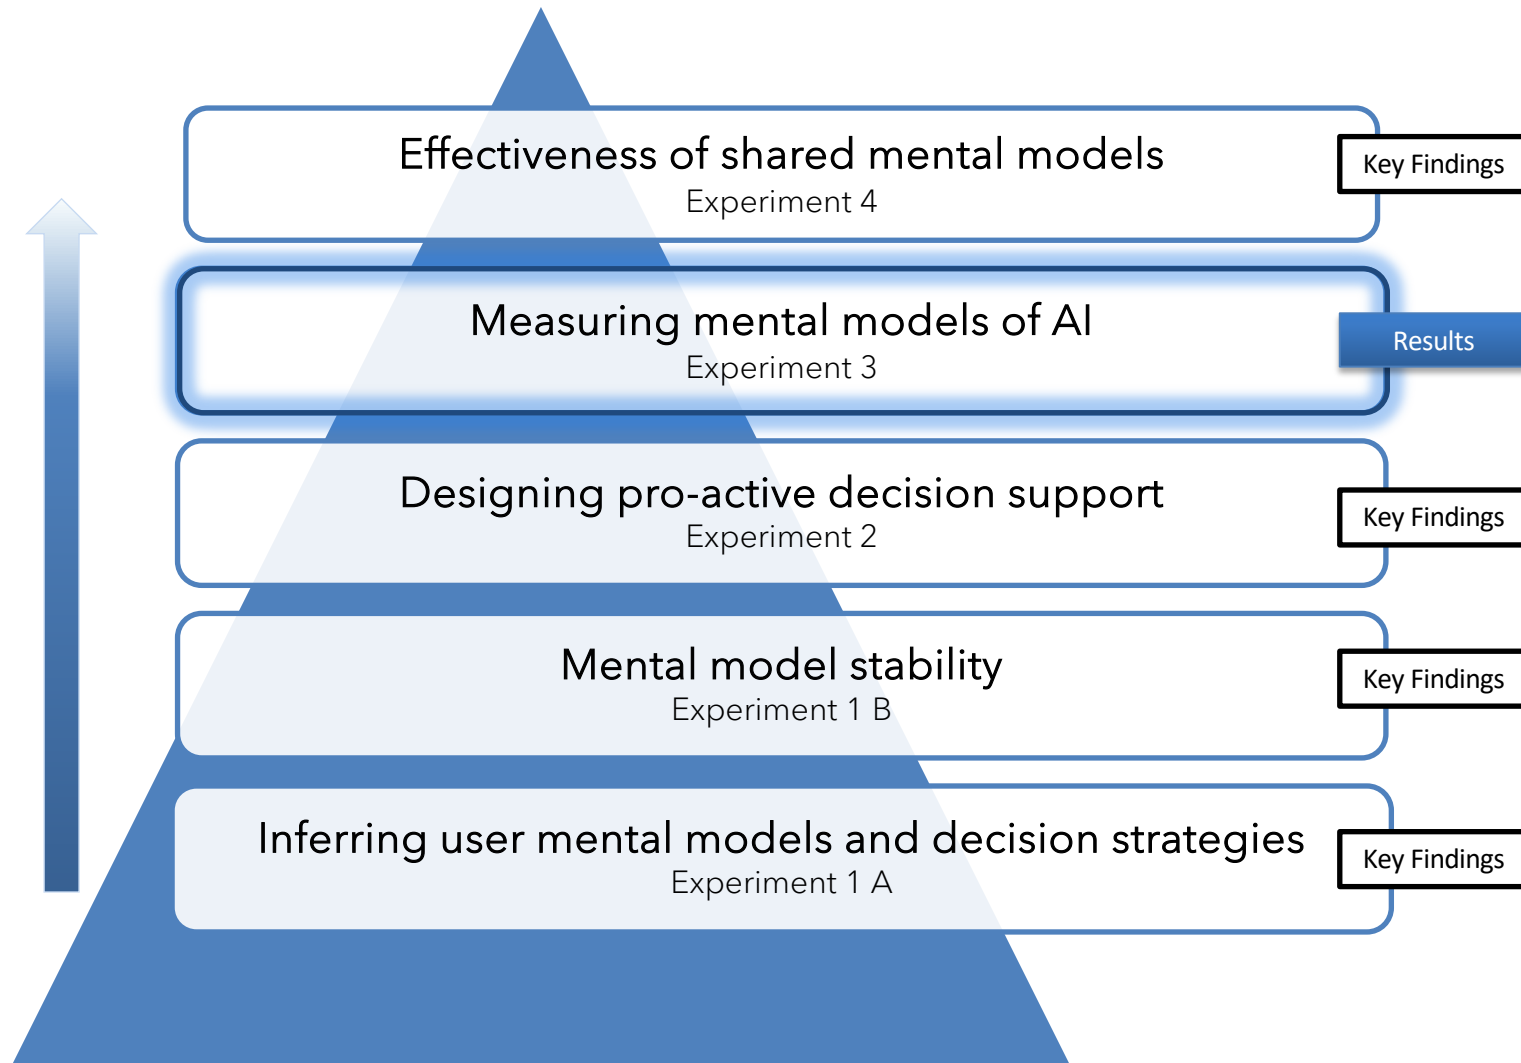 Effectiveness of shared mental models
Experiment 4
Key Findings
Measuring mental models of AI
Experiment 3
Results
Designing pro-active decision support
Experiment 2
Key Findings
Mental model stability
Experiment 1 B
Key Findings
Inferring user mental models and decision strategies
Experiment 1 A
Key Findings